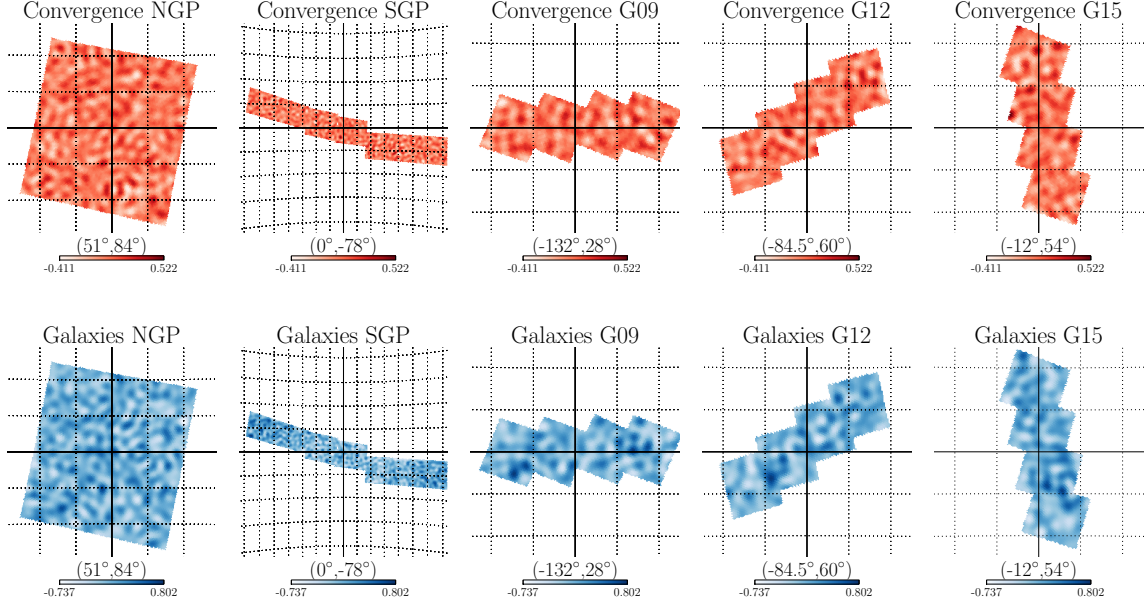 Convergence NGP
Convergence SGP
Convergence G09
Convergence G12
Convergence G15
(51°,84°)
(0°,-78°)
(-132°,28°)
(-84.5°,60°)
(-12°,54°)
-0.411 0.522
-0.411 0.522
-0.411 0.522
-0.411 0.522
-0.411 0.522
Galaxies NGP
Galaxies SGP
Galaxies G09
Galaxies G12
Galaxies G15
(51°,84°)
(0°,-78°)
(-132°,28°)
(-84.5°,60°)
(-12°,54°)
-0.737 0.802
-0.737 0.802
-0.737 0.802
-0.737 0.802
-0.737 0.802